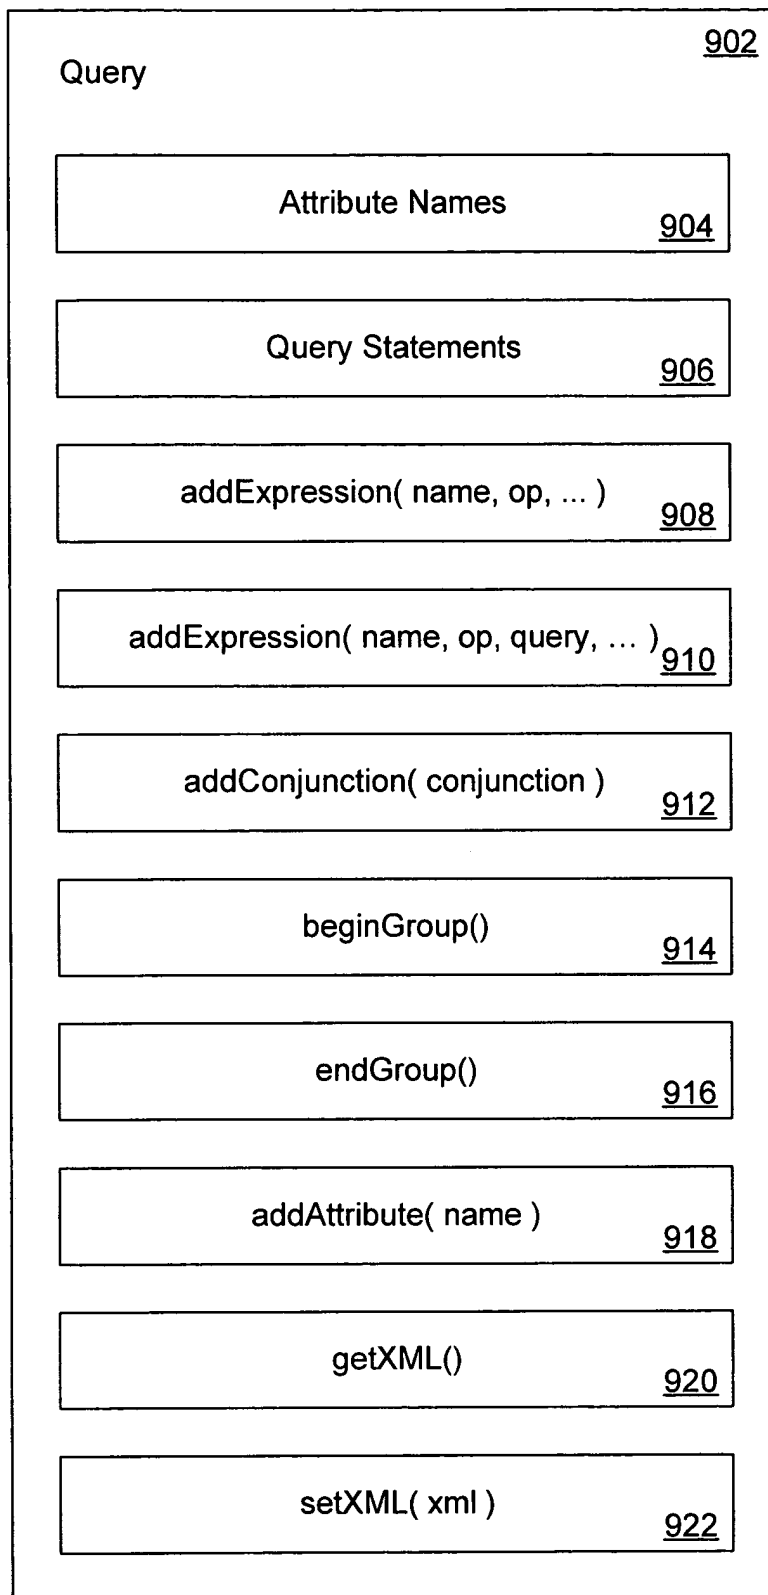 902
Query
Attribute Names
904
Query Statements
906
addExpression( name, op, ... )
908
addExpression( name, op, query, ... )
910
addConjunction( conjunction )
912
beginGroup()
914
endGroup()
916
addAttribute( name )
918
getXML()
920
setXML( xml )
922